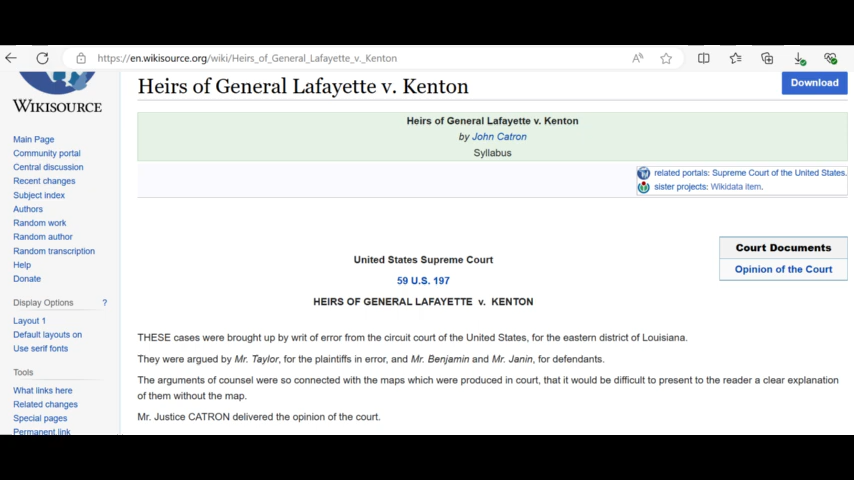 https://en.wikisource.org/wiki/Heirs_of_General_Lafayette_v._Kenton
WIKISOURCE
Main Page
Community portal
Central discussion
Recent changes
Subject index
Authors
Random work
Random author
Random transcription
Help
Donate
Display Options ?
Layout 1
Default layouts on
Use serif fonts
Tools
What links here
Related changes
Special pages
Permanent link
Heirs of General Lafayette v. Kenton
Download
Heirs of General Lafayette v. Kenton
by John Catron
Syllabus
related portals: Supreme Court of the United States.
sister projects: Wikidata item.
Court Documents
Opinion of the Court
United States Supreme Court
59 U.S. 197
HEIRS OF GENERAL LAFAYETTE v. KENTON
THESE cases were brought up by writ of error from the circuit court of the United States, for the eastern district of Louisiana.
They were argued by Mr. Taylor, for the plaintiffs in error, and Mr. Benjamin and Mr. Janin, for defendants.
The arguments of counsel were so connected with the maps which were produced in court, that it would be difficult to present to the reader a clear explanation
of them without the map.
Mr. Justice CATRON delivered the opinion of the court.